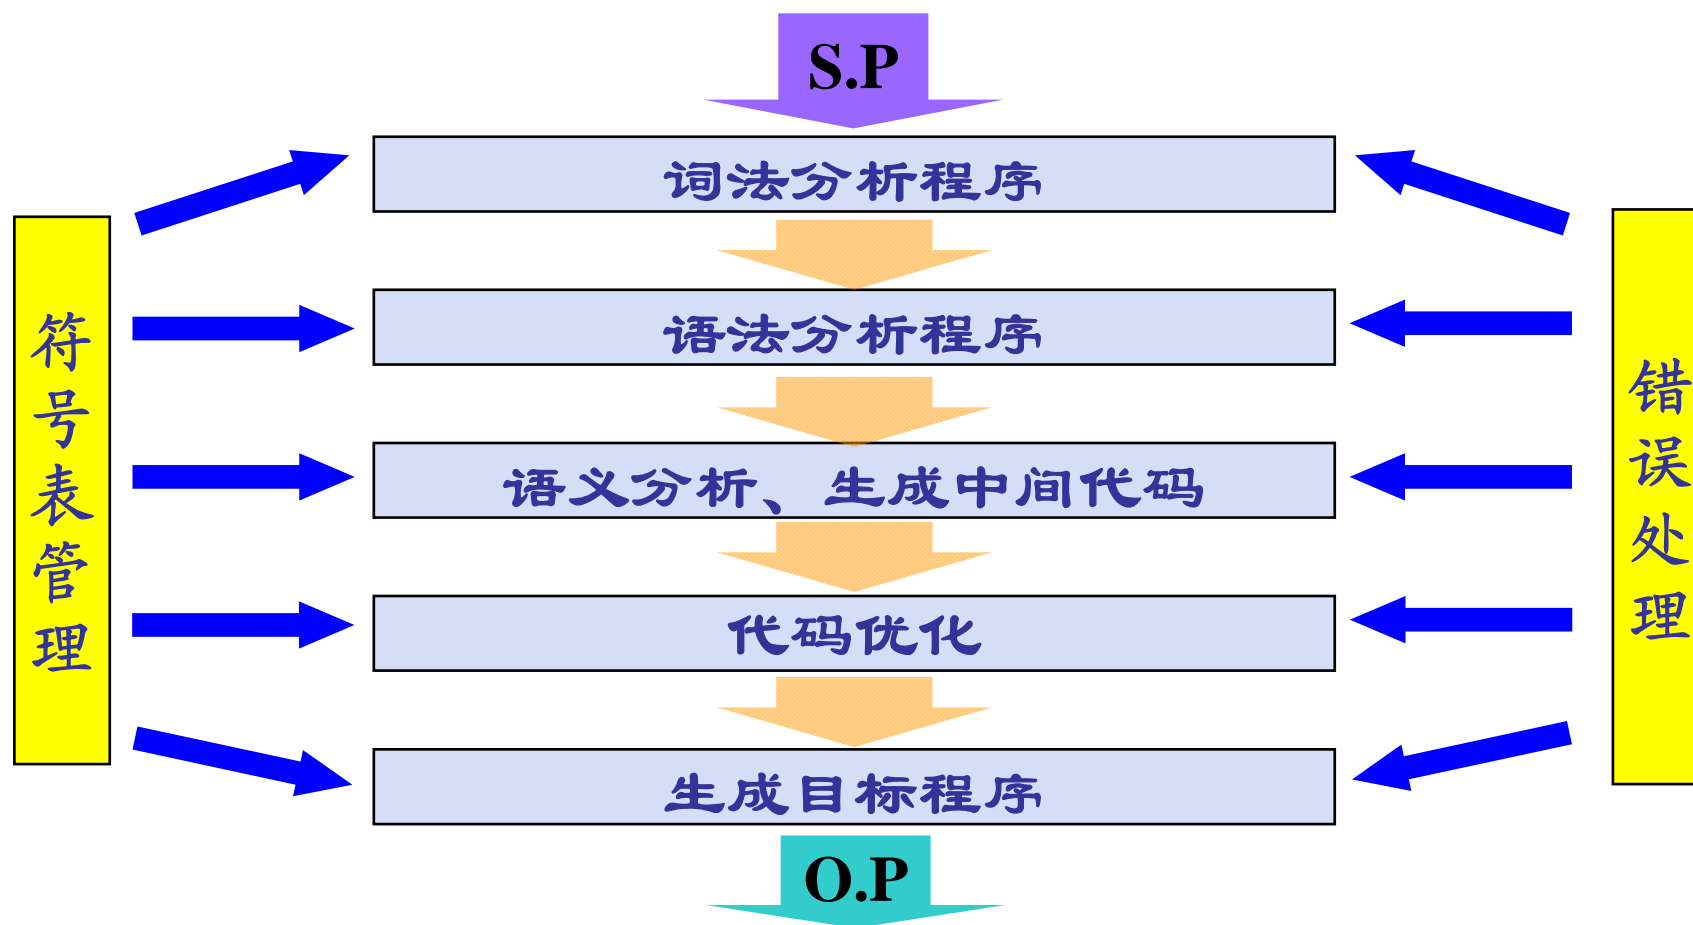 S.P
词法分析程序
语法分析程序
语义分析、生成中间代码
代码优化
生成目标程序
O.P
符号表管理
错误处理